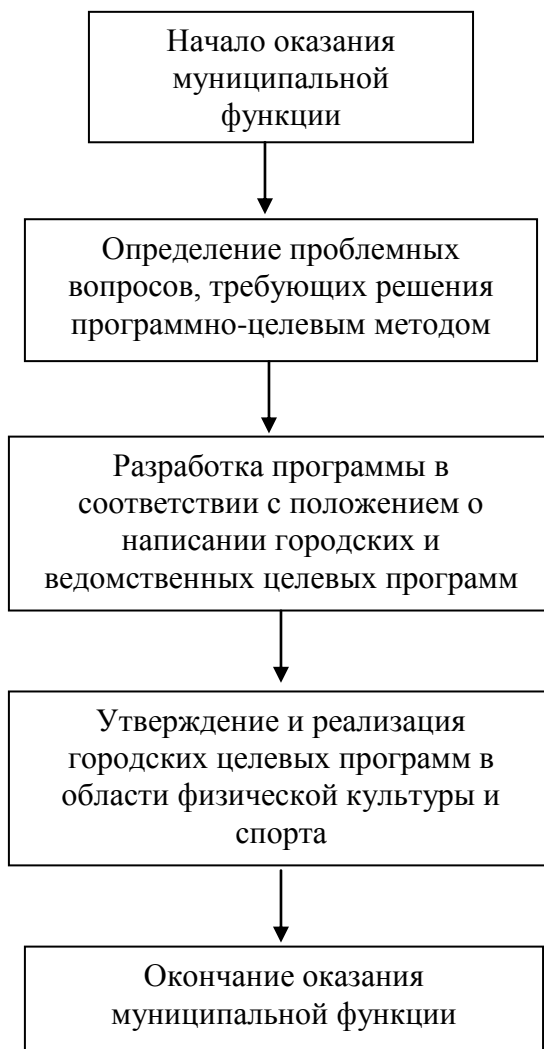 Начало оказания
муниципальной
функции
Определение проблемных
вопросов, требующих решения
программно-целевым методом
Разработка программы в
соответствии с положением о
написании городских и
ведомственных целевых программ
Утверждение и реализация
городских целевых программ в
области физической культуры и
спорта
Окончание оказания
муниципальной функции